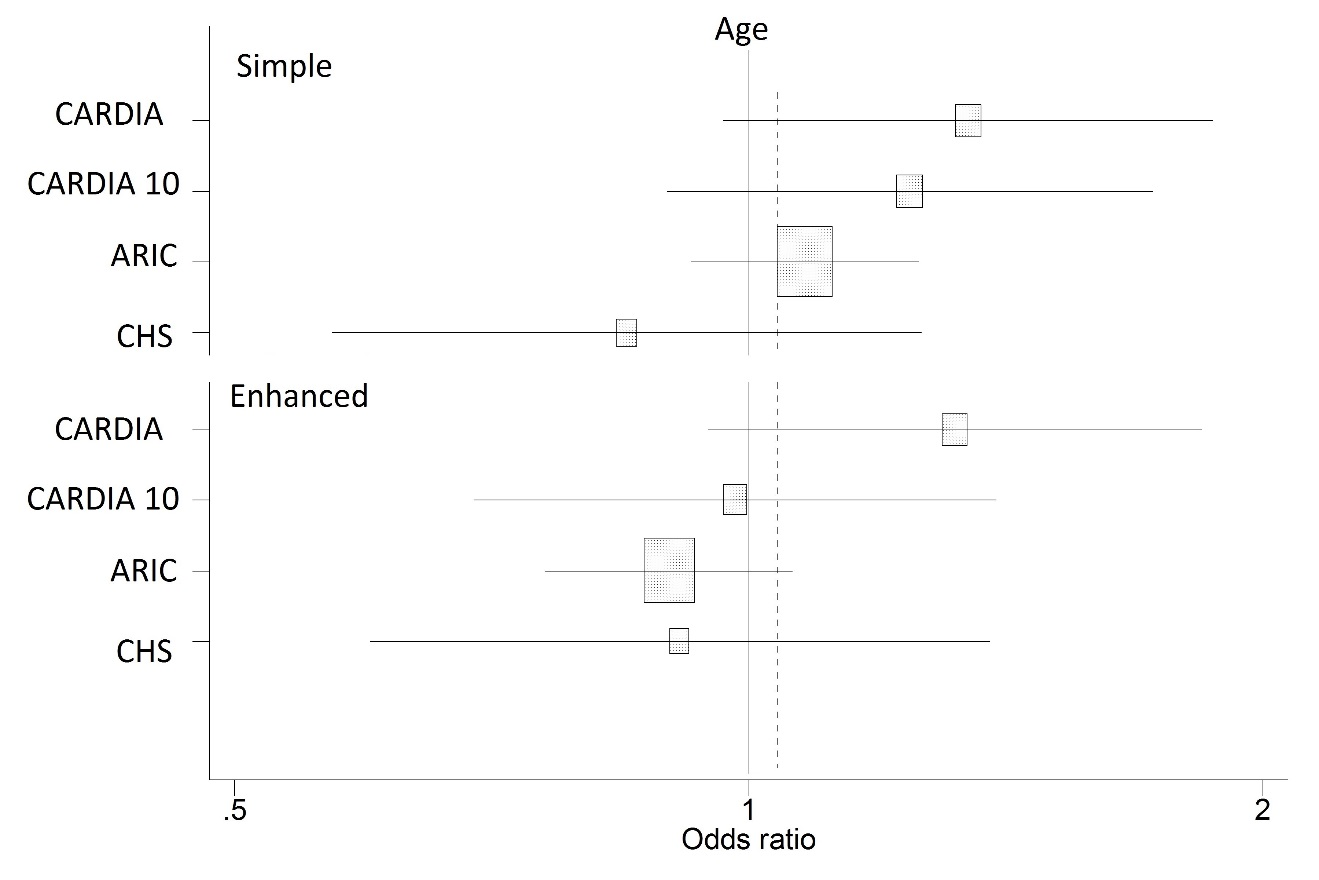 Age
Simple
CARDIA
CARDIA 10
ARIC
CHS
Enhanced
CARDIA
CARDIA 10
ARIC
CHS
.5 1 2
Odds ratio